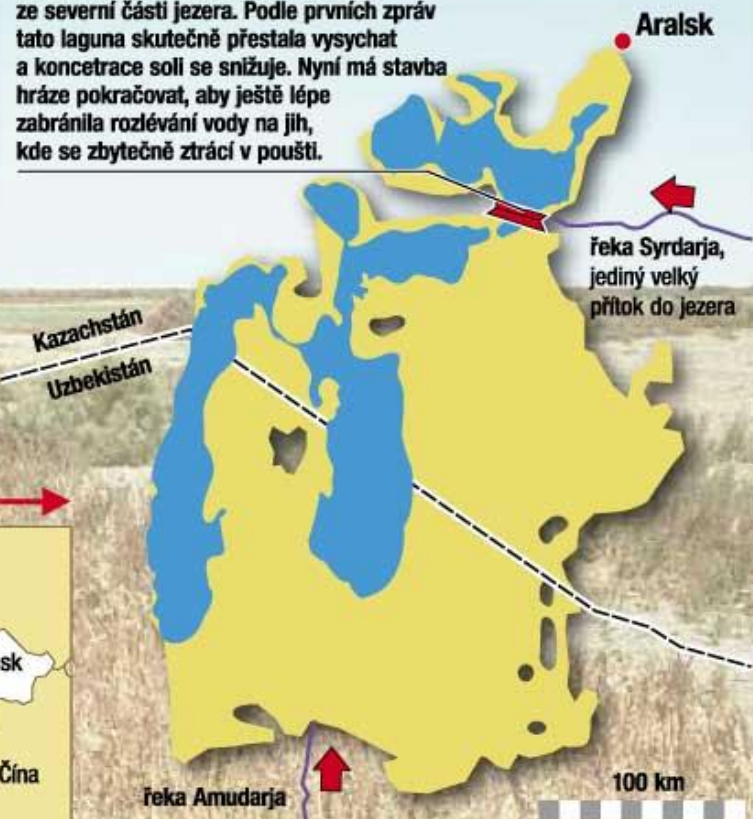 ze severní části jezera. Podle prvních zpráv
tato laguna skutečně přestala vysychat
a koncetrace soli se snižuje. Nyní má stavba
hráze pokračovat, aby ještě lépe
zabránila rozlévání vody na jih,
kde se zbytečně ztrácí v poušti.
Aralsk
řeka Syrdarja,
jediný velký
přítok do jezera
Kazachstán
Uzbekistán
sk
Čína
řeka Amudarja
100 km